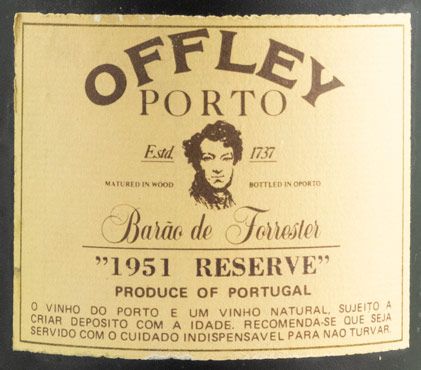 OFFLEY
PORTO
Estd. 1737
MATURED IN WOOD BOTTLED IN OPORTO
Barão de Forrester
"1951 RESERVE"
PRODUCE OF PORTUGAL
O VINHO DO PORTO E UM VINHO NATURAL, SUJEITO A
CRIAR DEPOSITO COM A IDADE. RECOMENDA-SE QUE SEJA
SERVIDO COM O CUIDADO INDISPENSAVEL PARA NAO TURVAR.